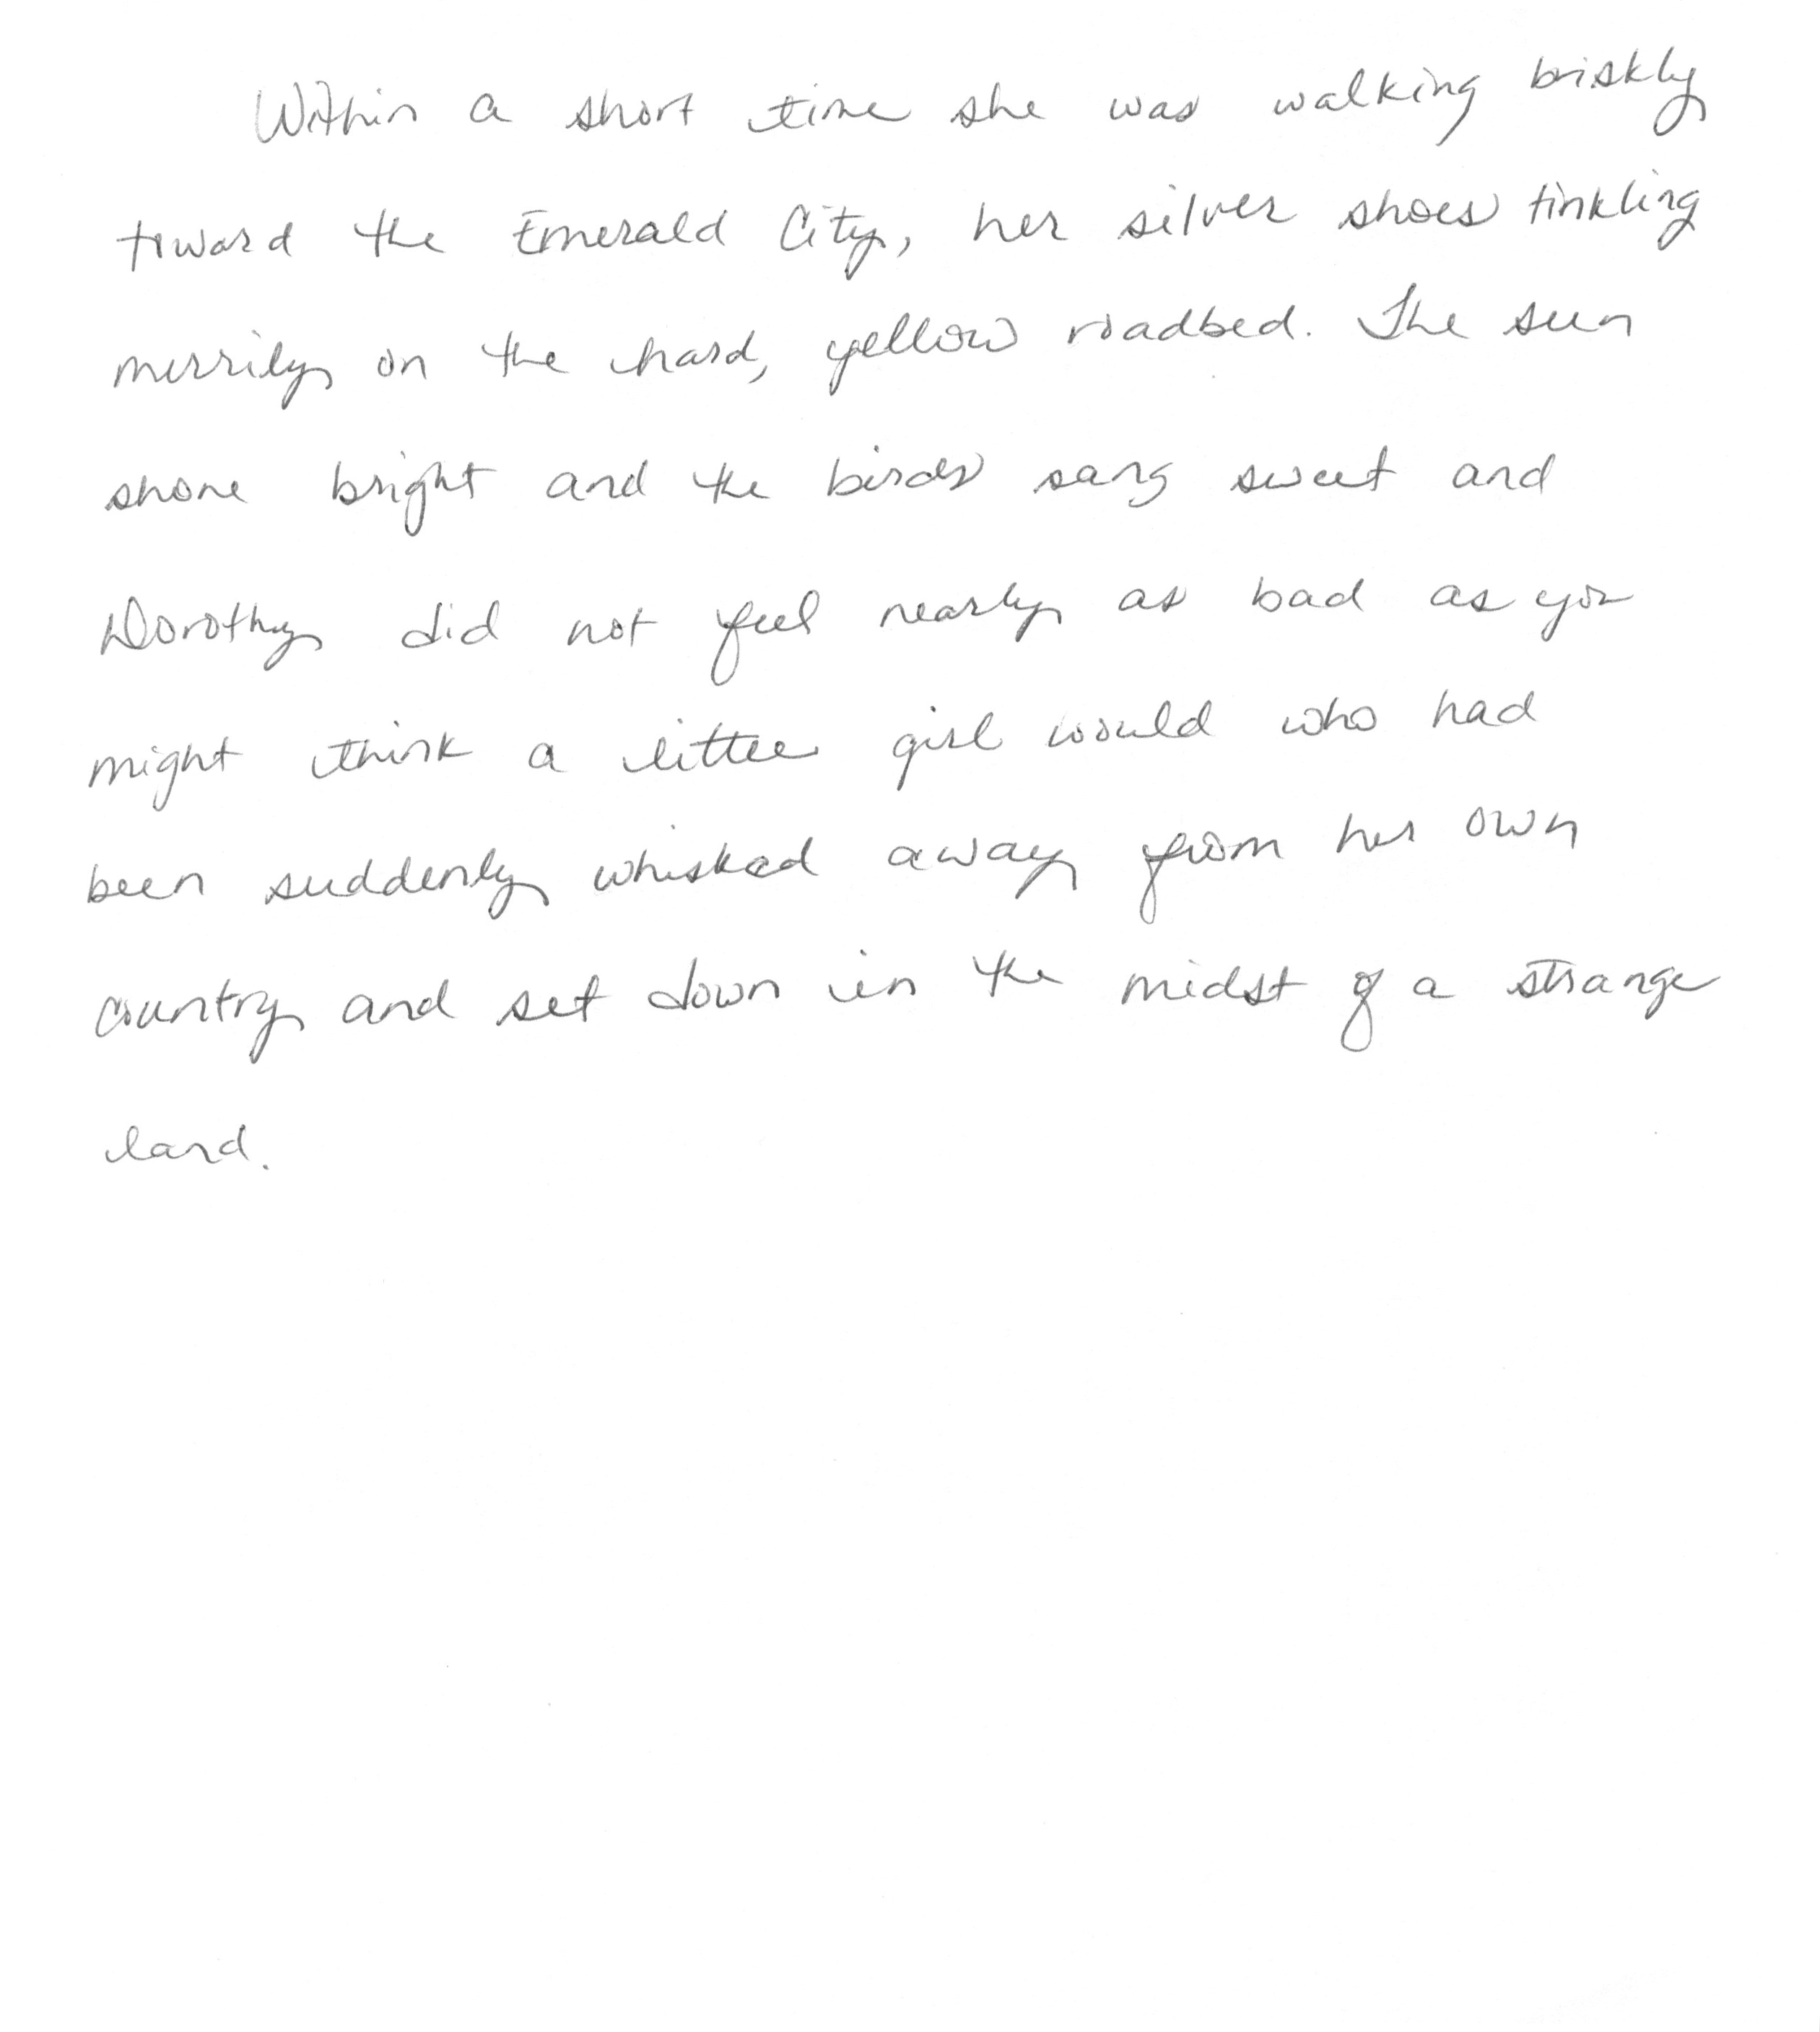 Within a short time she was walking briskly
toward the Emerald City, her silver shoes tinkling
merrily on the hard, yellow roadbed. The sun
shone bright and the birds sang sweet and
Dorothy did not feel nearly as bad as you
might think a little girl would who had
been suddenly whisked away from her own
country and set down in the midst of a strange
land.